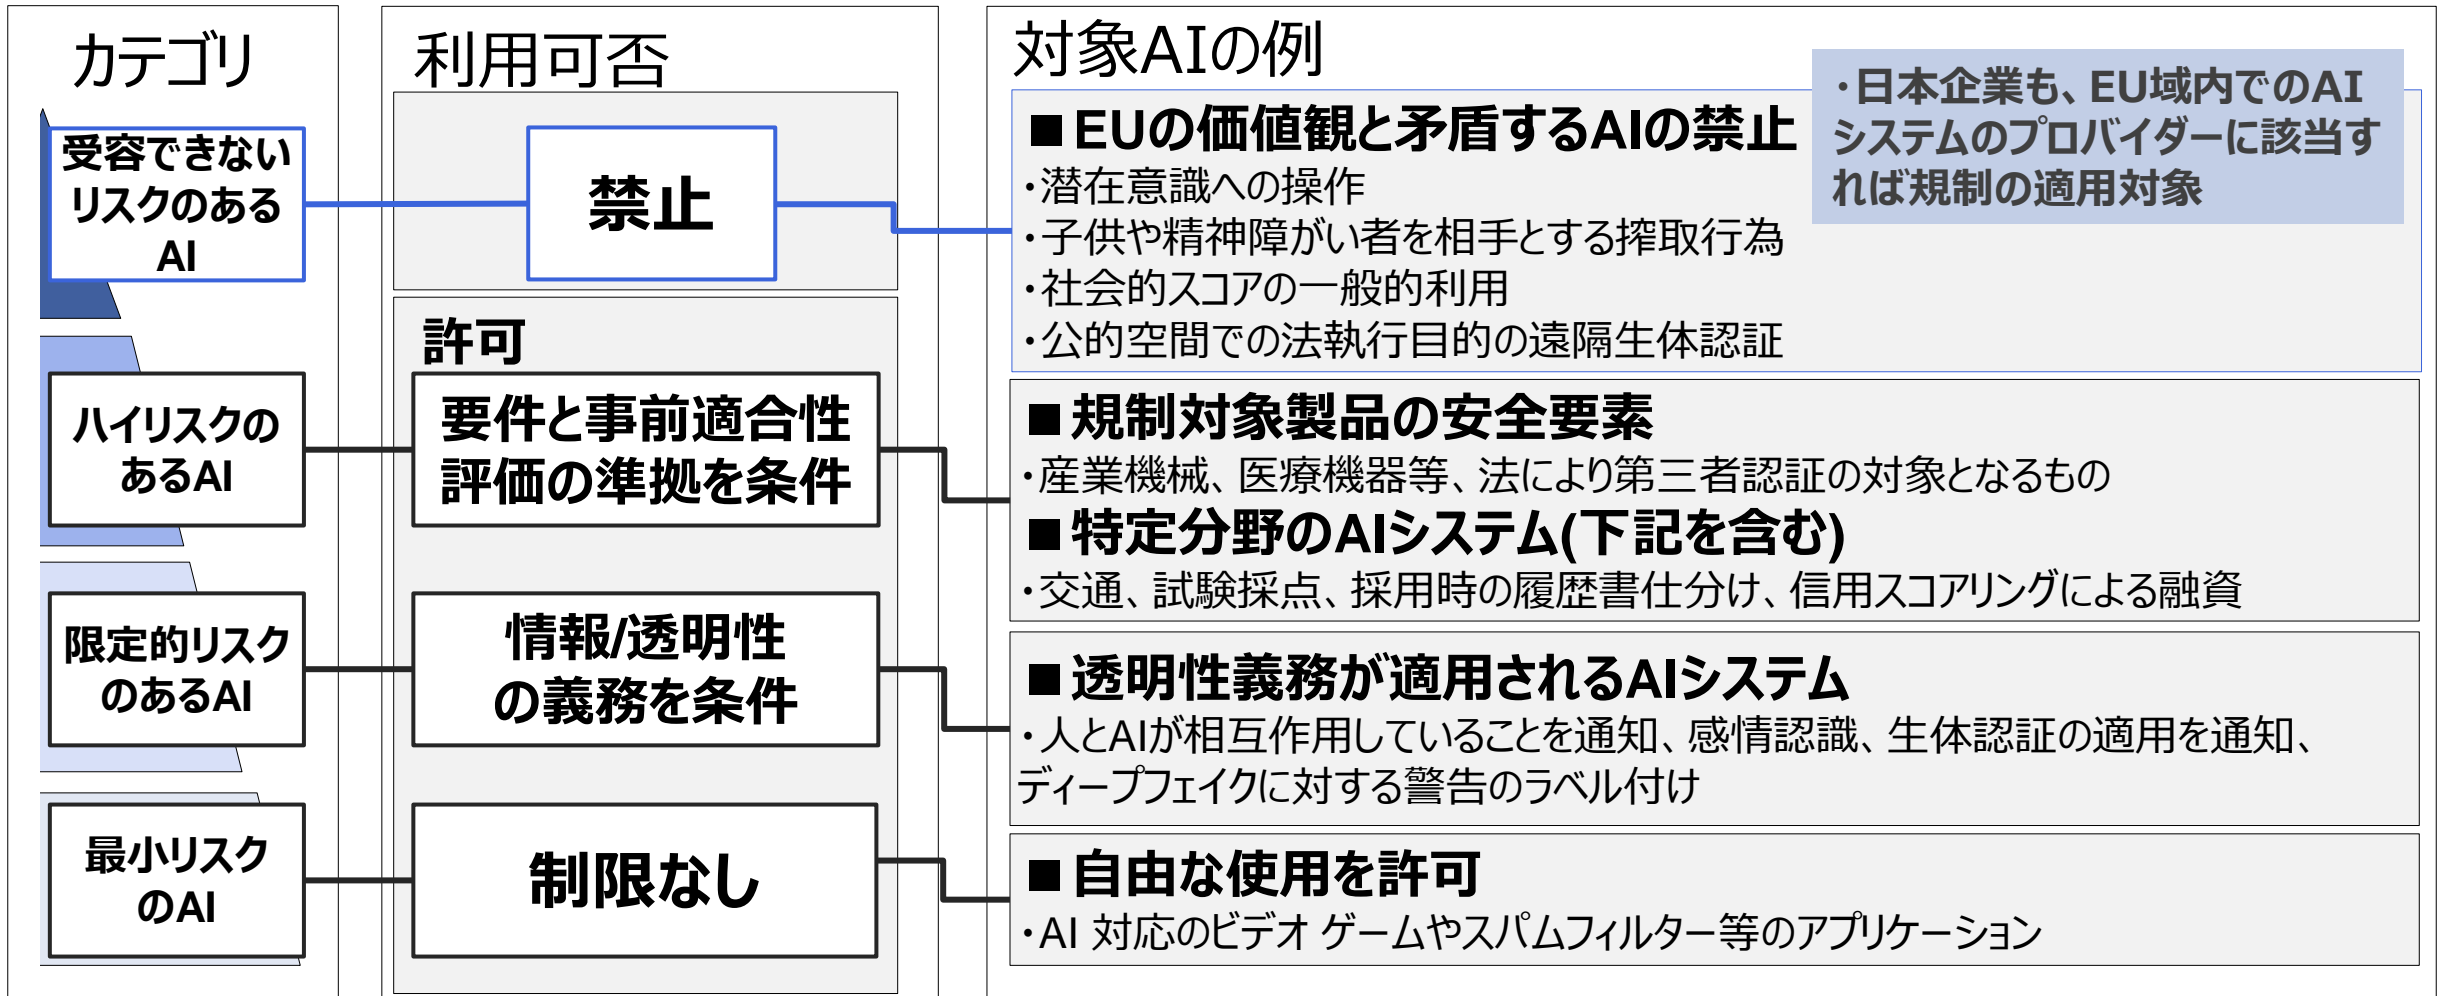 カテゴリ
利用可否
対象AIの例
・日本企業も、EU域内でのAI
システムのプロバイダーに該当す
れば規制の適用対象
受容できない
リスクのある
AI
禁止
■EUの価値観と矛盾するAIの禁止
・潜在意識への操作
・子供や精神障がい者を相手とする搾取行為
・社会的スコアの一般的利用
・公的空間での法執行目的の遠隔生体認証
許可
ハイリスクの
あるAI
要件と事前適合性
評価の準拠を条件
■規制対象製品の安全要素
・産業機械、医療機器等、法により第三者認証の対象となるもの
■特定分野のAIシステム(下記を含む)
・交通、試験採点、採用時の履歴書仕分け、信用スコアリングによる融資
限定的リスク
のあるAI
情報/透明性
の義務を条件
■透明性義務が適用されるAIシステム
・人とAIが相互作用していることを通知、感情認識、生体認証の適用を通知、
ディープフェイクに対する警告のラベル付け
最小リスク
のAI
制限なし
■自由な使用を許可
・AI 対応のビデオ ゲームやスパムフィルター等のアプリケーション